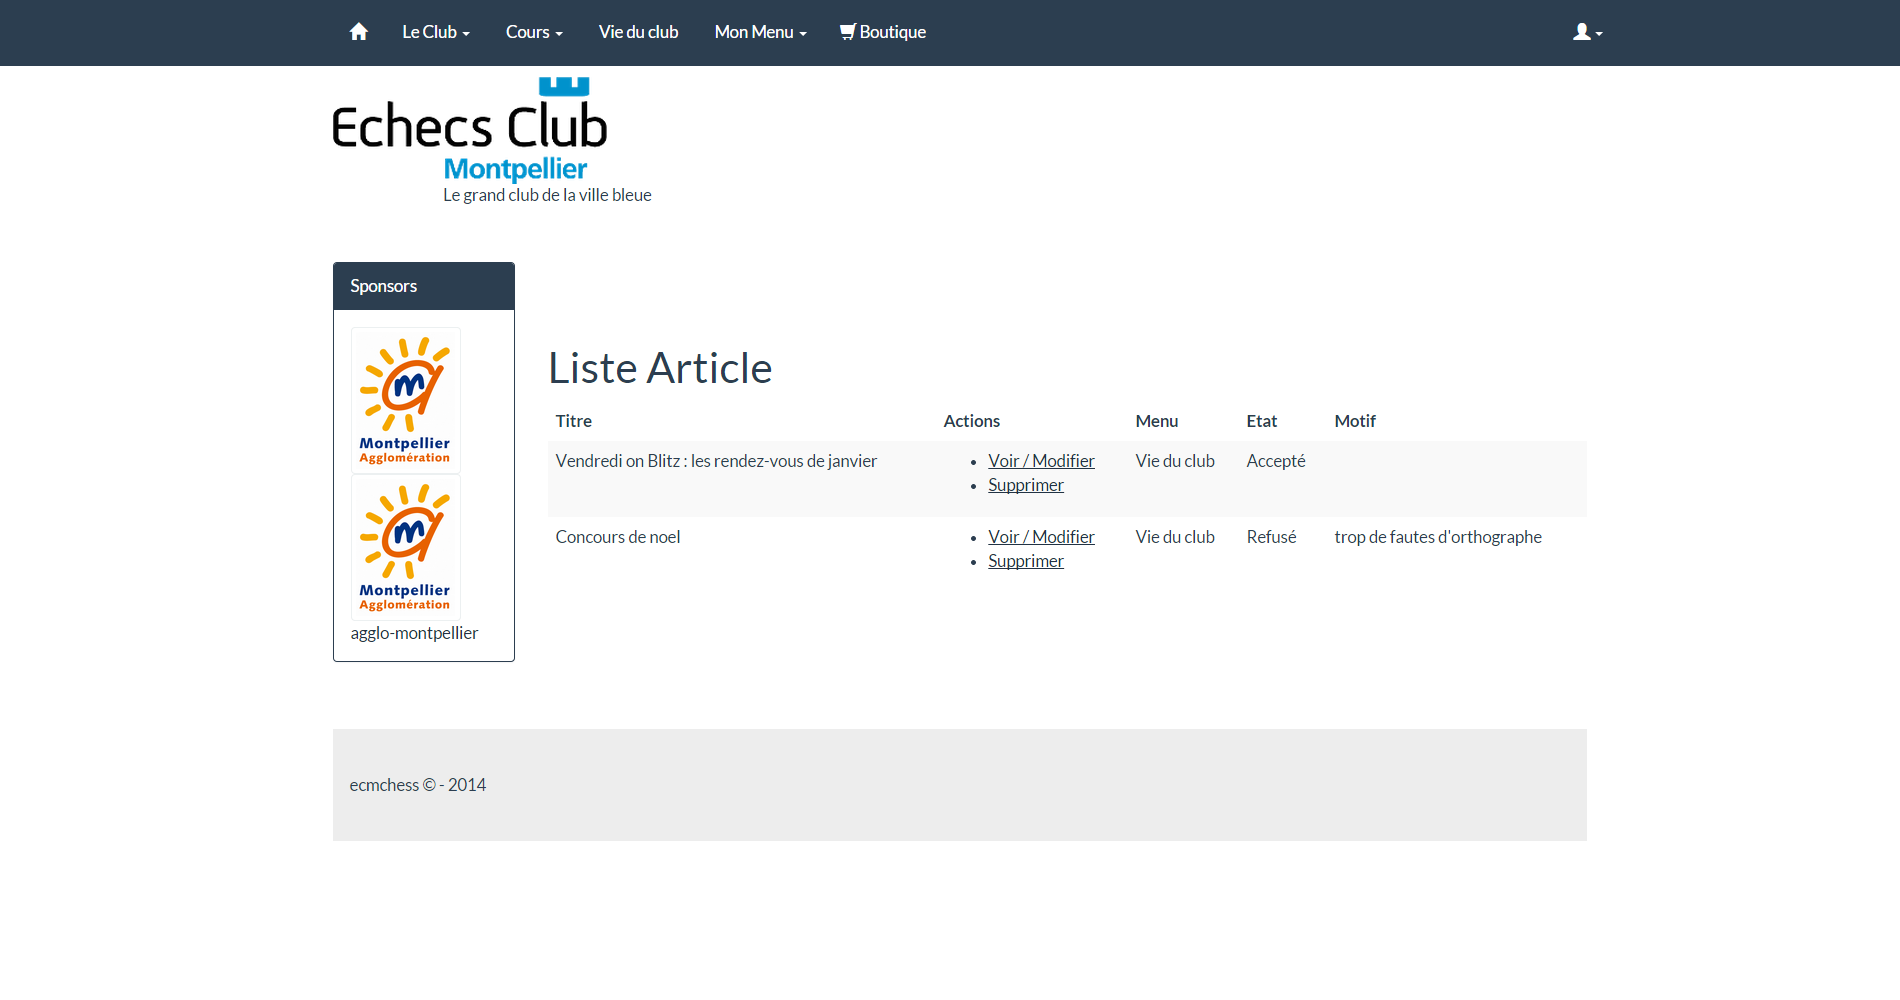 Le Club
Cours
Vie du club
Mon Menu
Boutique
Echecs Club
Montpellier
Le grand club de la ville bleue
Sponsors
Montpellier
Agglomération
Montpellier
Agglomération
agglo-montpellier
Liste Article
Titre Actions Menu Etat Motif
Vendredi on Blitz : les rendez-vous de janvier Voir / Modifier Vie du club Accepté
Supprimer
Concours de noel Voir / Modifier Vie du club Refusé trop de fautes d'orthographe
Supprimer
ecmchess © - 2014